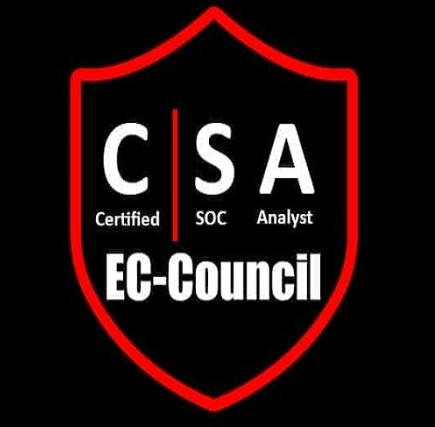 C | S A
Certified SOC Analyst
EC-Council